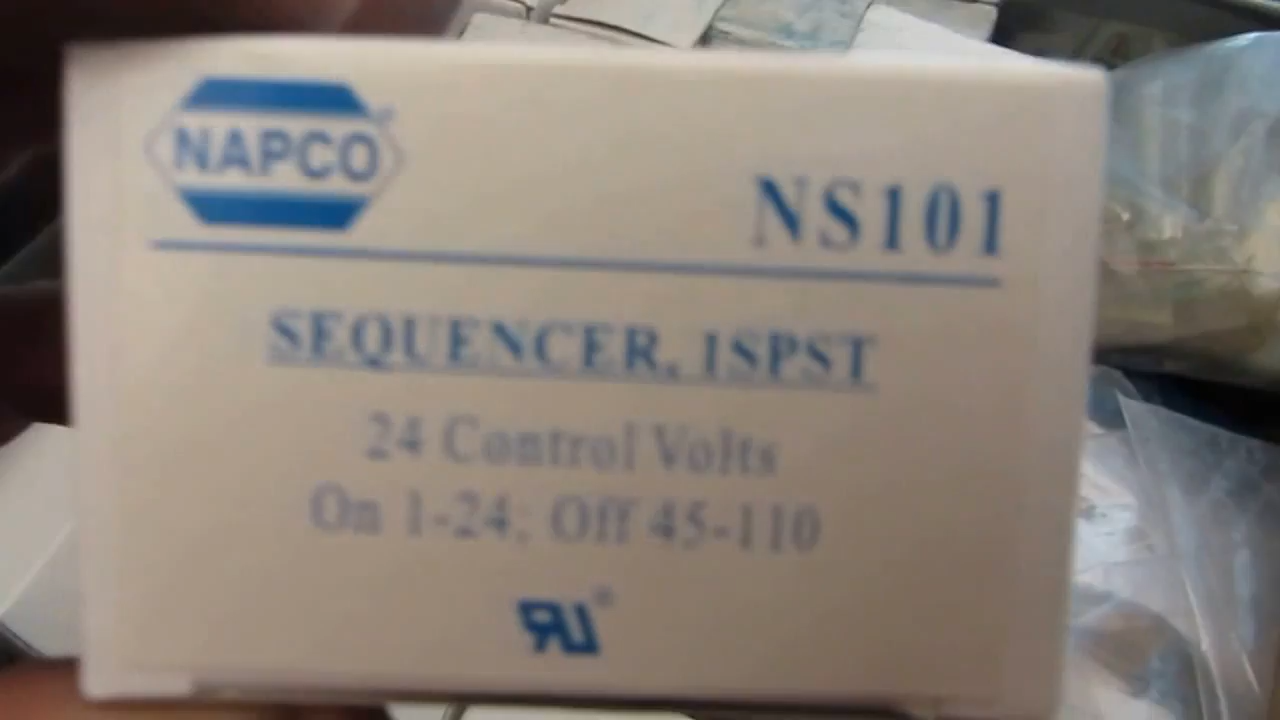 NAPCO
NS101
SEQUENCER, 1SPST
24 Control Volts
On 1-24, Off 45-110